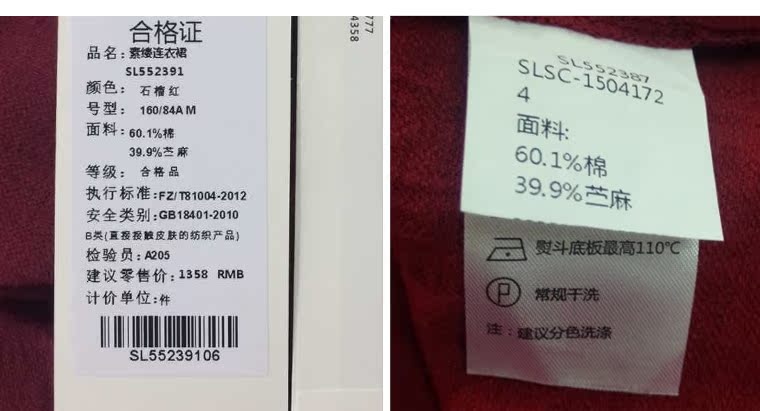 合格证
品名：素缕连衣裙
SL552391
颜色： 石榴红
号型： 160/84A M
面料：60.1%棉
39.9%苎麻
等级： 合格品
执行标准：FZ/T81004-2012
安全类别：GB18401-2010
B类(直接接触皮肤的纺织产品)
检验员：A205
建议零售价：1358 RMB
计价单位：件
SL55239106
777
4358
SL552387
SLSC-1504172
4
面料:
60.1%棉
39.9%苎麻
熨斗底板最高110℃
P 常规干洗
注：建议分色洗涤